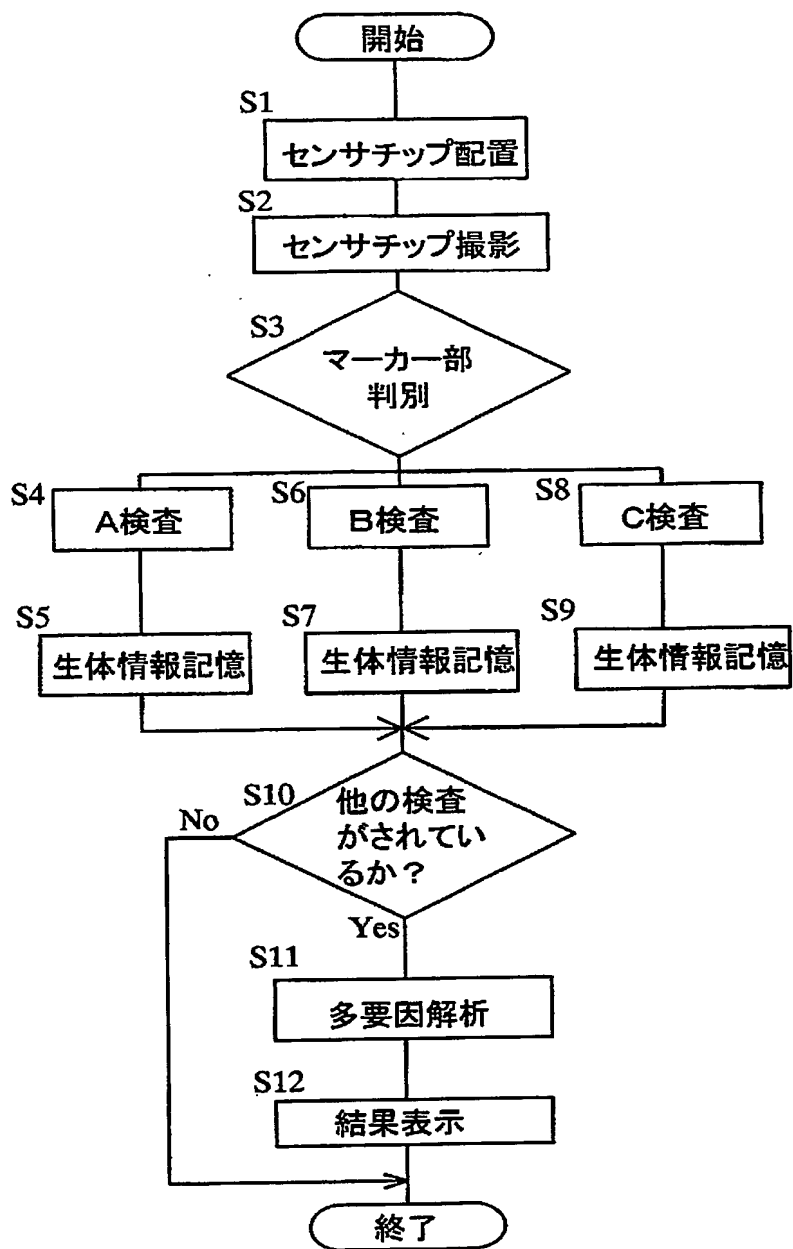 開始
S1
センサチップ配置
S2
センサチップ撮影
S3
マーカー部
判別
S4
A検査
S6
B検査
S8
C検査
S5
生体情報記憶
S7
生体情報記憶
S9
生体情報記憶
S10
他の検査
がされてい
るか？
No
Yes
S11
多要因解析
S12
結果表示
終了